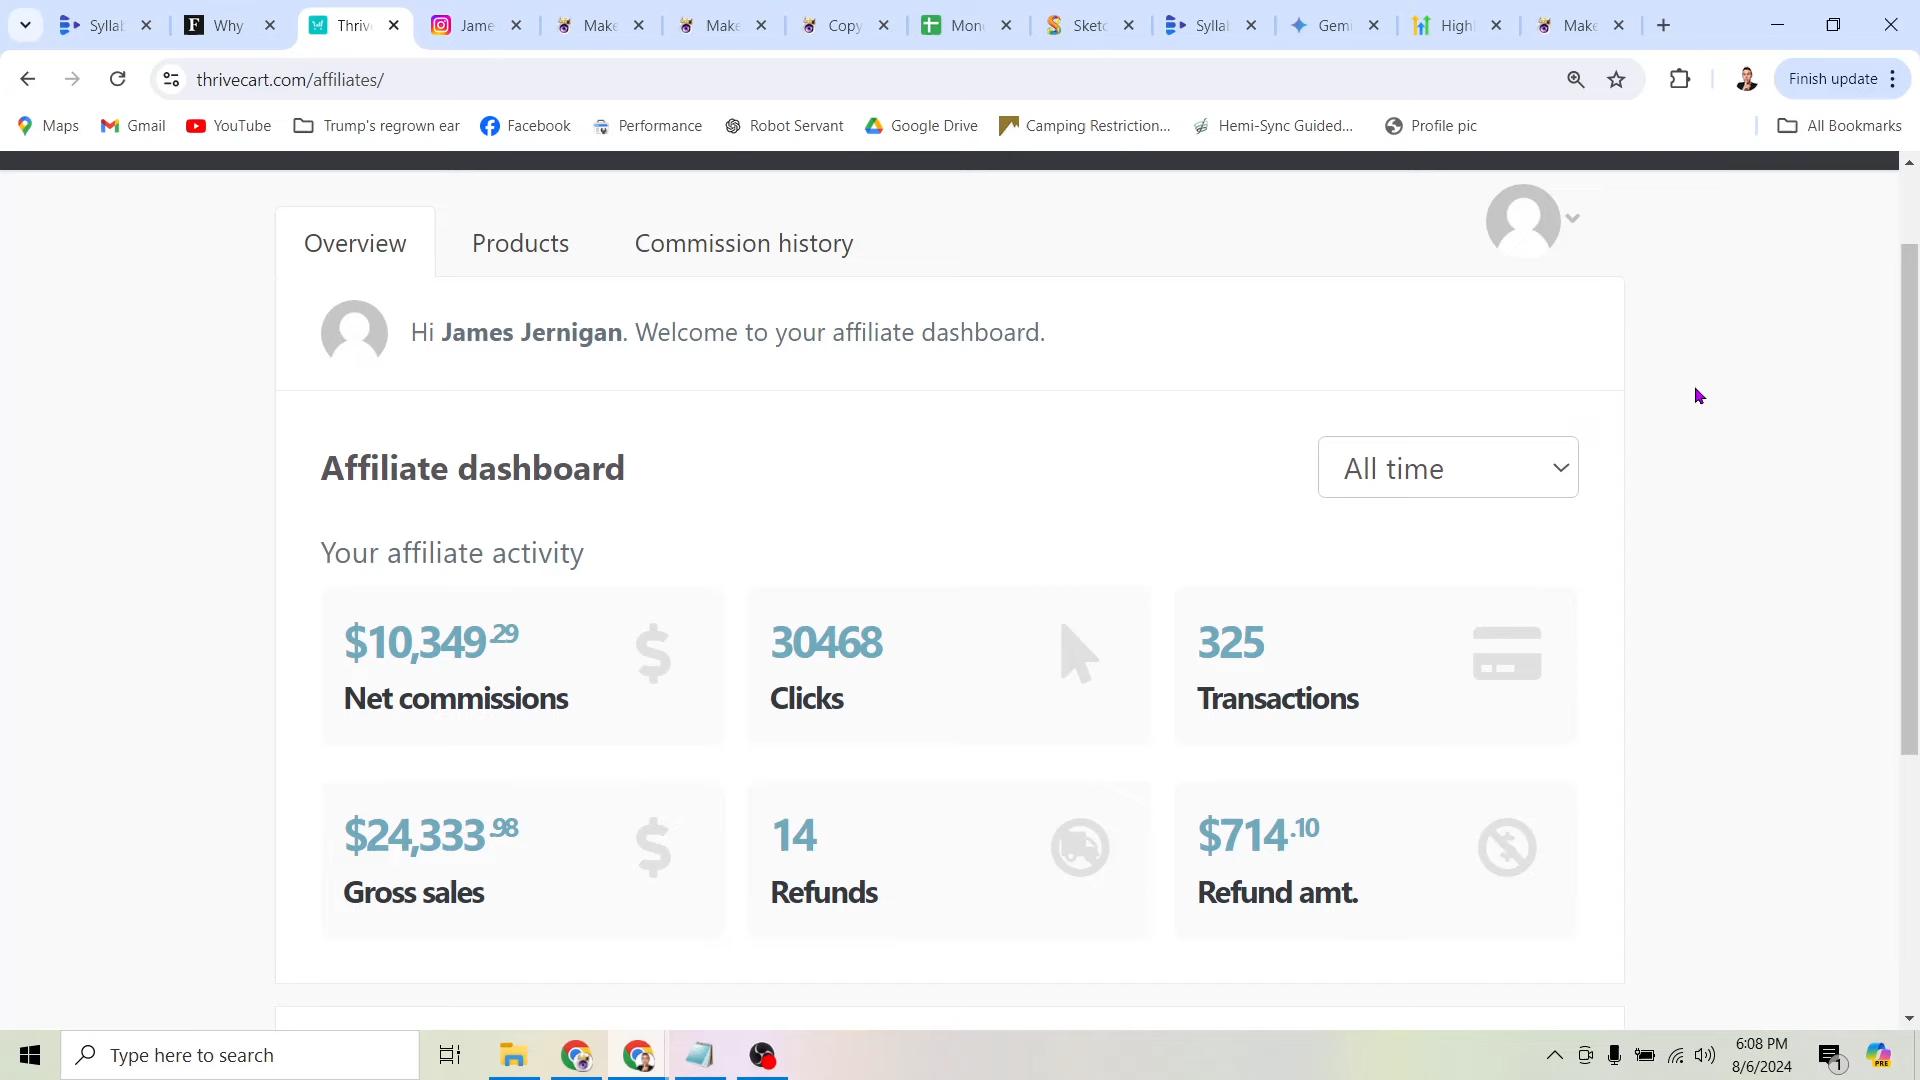 Syllab
Why
Thriv
Jame
Make
Make
Copy
Mon
Sketc
Syllab
Gemi
High
Make
thrivecart.com/affiliates/
Finish update
Maps
Gmail
YouTube
Trump's regrown ear
Facebook
Performance
Robot Servant
Google Drive
Camping Restriction...
Hemi-Sync Guided...
Profile pic
All Bookmarks
Overview
Products
Commission history
Hi James Jernigan. Welcome to your affiliate dashboard.
Affiliate dashboard
All time
Your affiliate activity
$10,349.29
Net commissions
30468
Clicks
325
Transactions
$24,333.98
Gross sales
14
Refunds
$714.10
Refund amt.
Type here to search
6:08 PM
8/6/2024
1
PRE